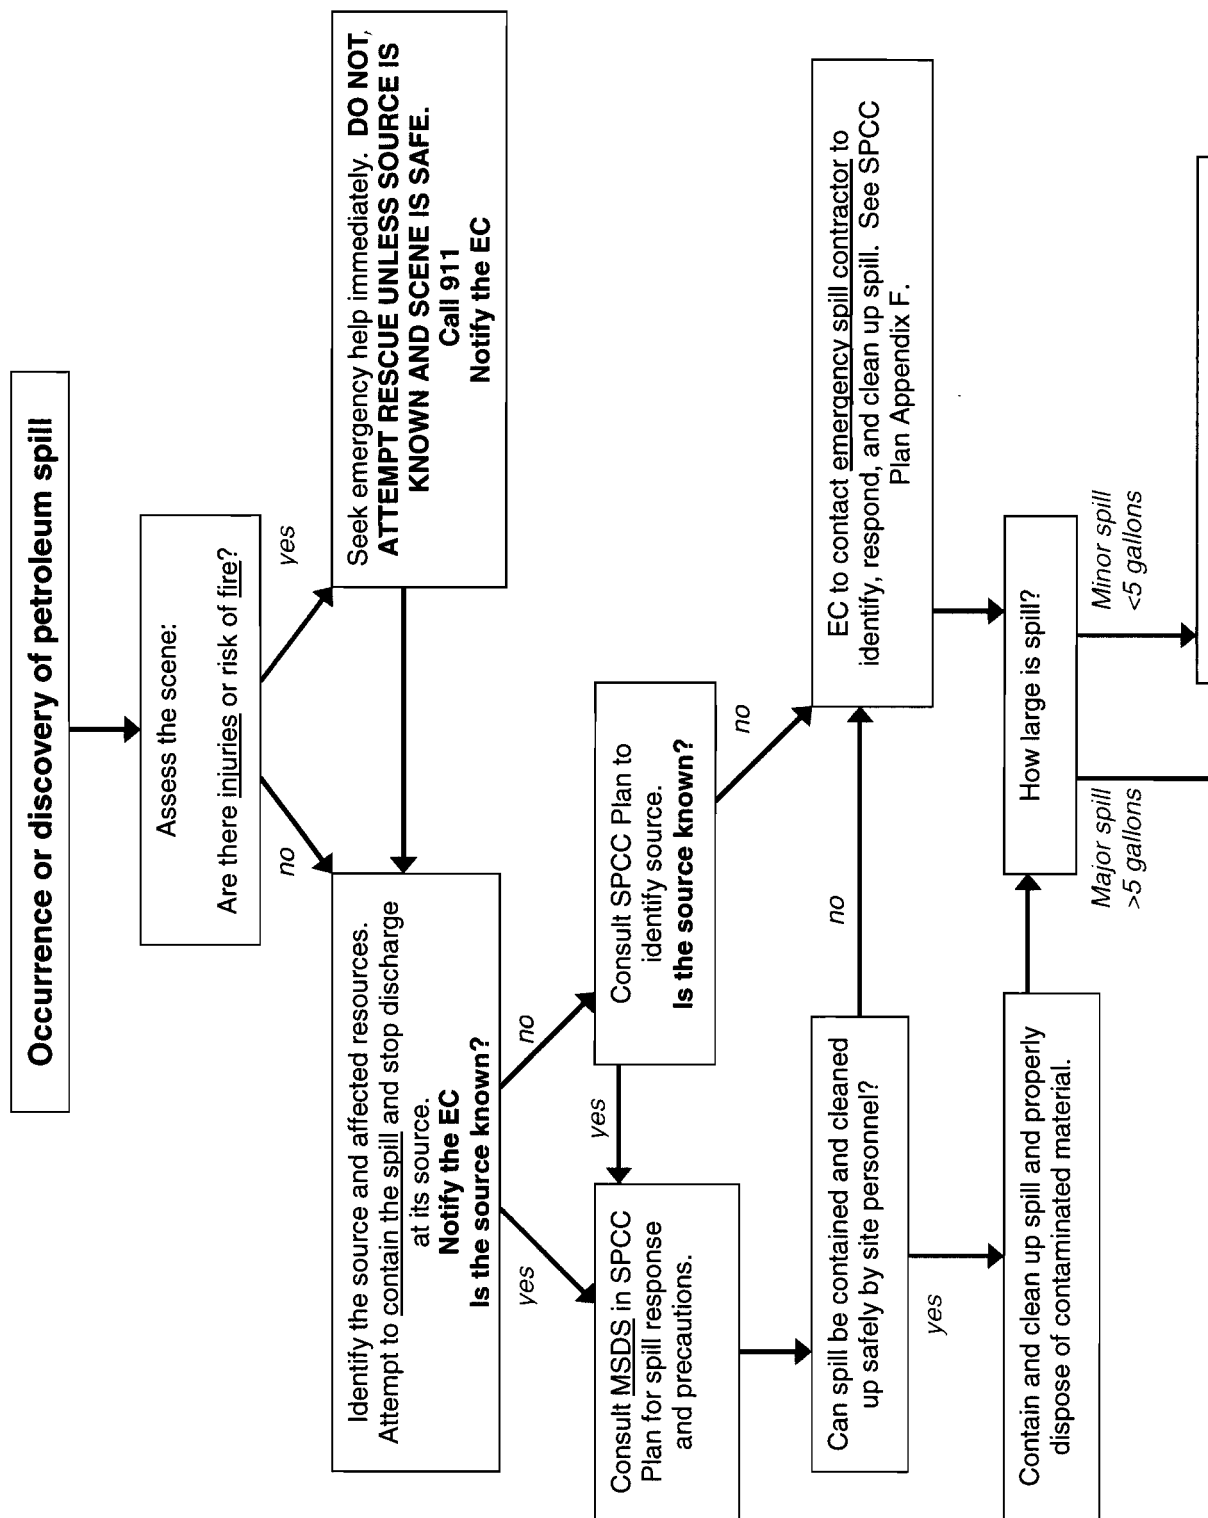 Occurrence or discovery of petroleum spill
Assess the scene:
Are there injuries or risk of fire?
no
yes
Identify the source and affected resources.
Attempt to contain the spill and stop discharge
at its source.
Notify the EC
Is the source known?
Seek emergency help immediately. DO NOT
ATTEMPT RESCUE UNLESS SOURCE IS
KNOWN AND SCENE IS SAFE.
Call 911
Notify the EC
yes
no
Consult MSDS in SPCC
Plan for spill response
and precautions.
yes
Consult SPCC Plan to
identify source.
Is the source known?
no
Can spill be contained and cleaned
up safely by site personnel?
no
EC to contact emergency spill contractor to
identify, respond, and clean up spill. See SPCC
Plan Appendix F.
yes
Contain and clean up spill and properly
dispose of contaminated material.
How large is spill?
Major spill
>5 gallons
Minor spill
<5 gallons